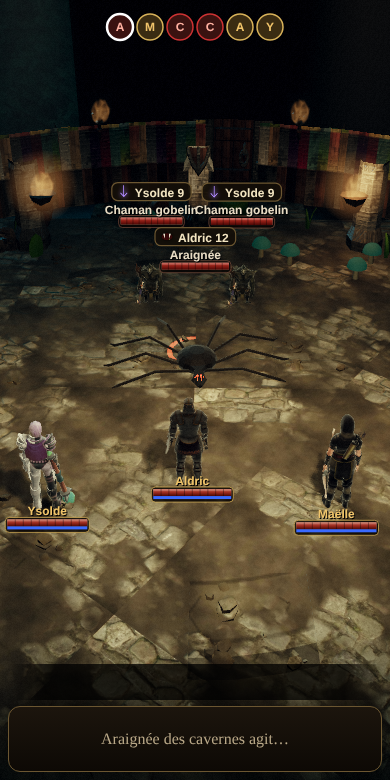 A M C C A Y
Ysolde 9 Ysolde 9
Chaman gobelin Chaman gobelin
Aldric 12
Araignée
Aldric
Ysolde
Maëlle
Araignée des cavernes agit…